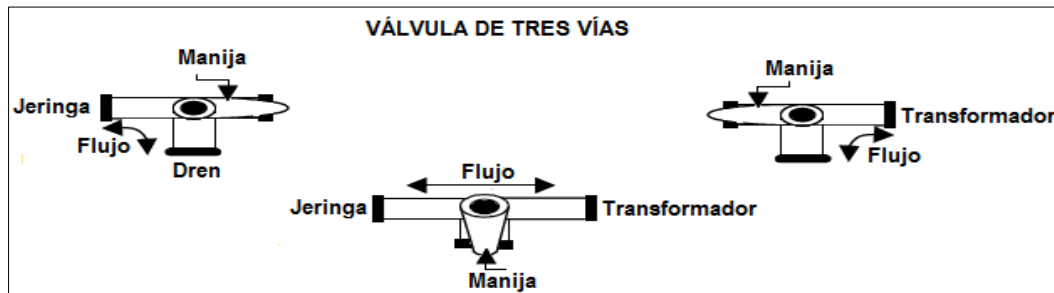 VÁLVULA DE TRES VÍAS
Manija
Jeringa
Flujo
Dren
Manija
Transformador
Flujo
Flujo
Jeringa
Transformador
Manija